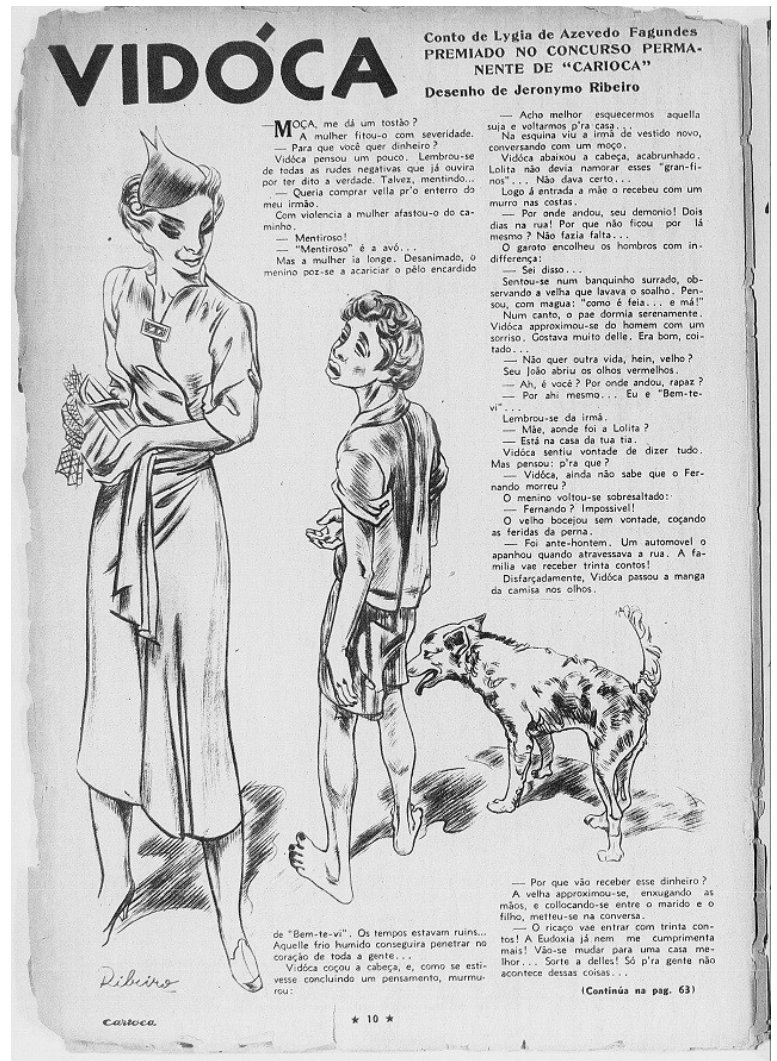 VIDÓCA
Conto de Lygia de Azevedo Fagundes
PREMIADO NO CONCURSO PERMA-
NENTE DE "CARIOCA"
Desenho de Jeronymo Ribeiro
—MOÇA, me dá um tostão?
A mulher fitou-o com severidade.
— Para que você quer dinheiro?
Vidóca pensou um pouco. Lembrou-se
de todas as rudes negativas que já ouvira
por ter dito a verdade. Talvez, mentindo...
— Queria comprar vella pr'o enterro do
meu irmão.
Com violencia a mulher afastou-o do ca-
minho.
— Mentiroso!
— "Mentiroso" é a avó...
Mas a mulher ia longe. Desanimado, o
menino poz-se a acariciar o pêlo encardido
de "Bem-te-vi". Os tempos estavam ruins...
Aquelle frio humido conseguira penetrar no
coração de toda a gente...
Vidóca coçou a cabeça, e, como se esti-
vesse concluindo um pensamento, murmu-
rou:
— Acho melhor esquecermos aquella
suja e voltarmos p'ra casa...
Na esquina viu a irmã de vestido novo,
conversando com um moço.
Vidóca abaixou a cabeça, acabrunhado.
Lolita não devia namorar esses "gran-fi-
nos"... Não dava certo...
Logo á entrada a mãe o recebeu com um
murro nas costas.
— Por onde andou, seu demonio! Dois
dias na rua! Por que não ficou por lá
mesmo? Não fazia falta...
O garoto encolheu os hombros com in-
differença:
— Sei disso...
Sentou-se num banquinho surrado, ob-
servando a velha que lavava o soalho. Pen-
sou, com magua: "como é feia... e má!"
Num canto, o pae dormia serenamente.
Vidóca approximou-se do homem com um
sorriso. Gostava muito delle. Era bom, coi-
tado...
— Não quer outra vida, hein, velho?
Seu João abriu os olhos vermelhos.
— Ah, é você? Por onde andou, rapaz?
— Por ahi mesmo... Eu e "Bem-te-
vi"...
Lembrou-se da irmã.
— Mãe, aonde foi a Lolita?
— Está na casa da tua tia.
Vidóca sentiu vontade de dizer tudo.
Mas pensou: p'ra que?
— Vidóca, ainda não sabe que o Fer-
nando morreu?
O menino voltou-se sobresaltado:
— Fernando? Impossivel!
O velho bocejou sem vontade, coçando
as feridas da perna.
— Foi ante-hontem. Um automovel o
apanhou quando atravessava a rua. A fa-
milia vae receber trinta contos!
Disfarçadamente, Vidóca passou a manga
da camisa nos olhos.
— Por que vão receber esse dinheiro?
A velha approximou-se, enxugando as
mãos, e collocando-se entre o marido e o
filho, metteu-se na conversa.
— O ricaço vae entrar com trinta con-
tos! A Eudoxia já nem me cumprimenta
mais! Vão-se mudar para uma casa me-
lhor... Sorte a delles! Só p'ra gente não
acontece dessas coisas...
(Continúa na pag. 63)
Ribeiro
Carioca
★ 10 ★